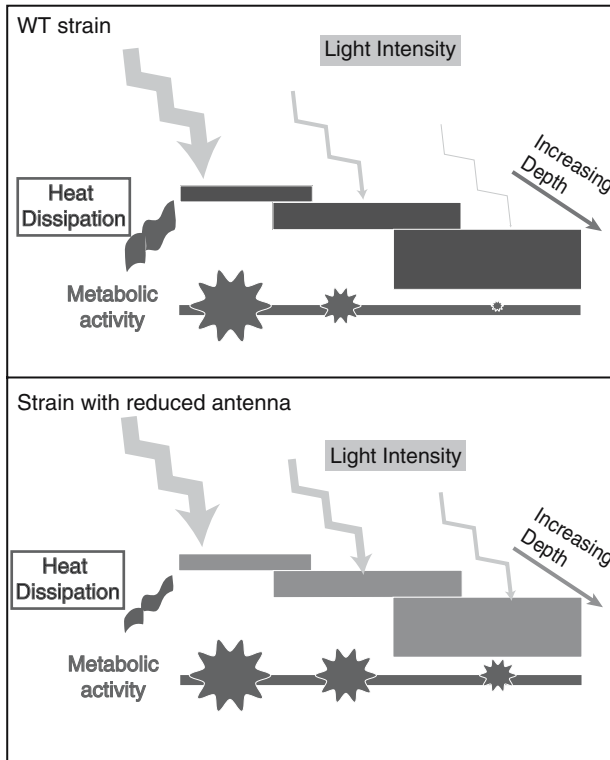 WT strain
Light Intensity
Increasing
Depth
Heat
Dissipation
Metabolic
activity
Strain with reduced antenna
Light Intensity
Increasing
Depth
Heat
Dissipation
Metabolic
activity